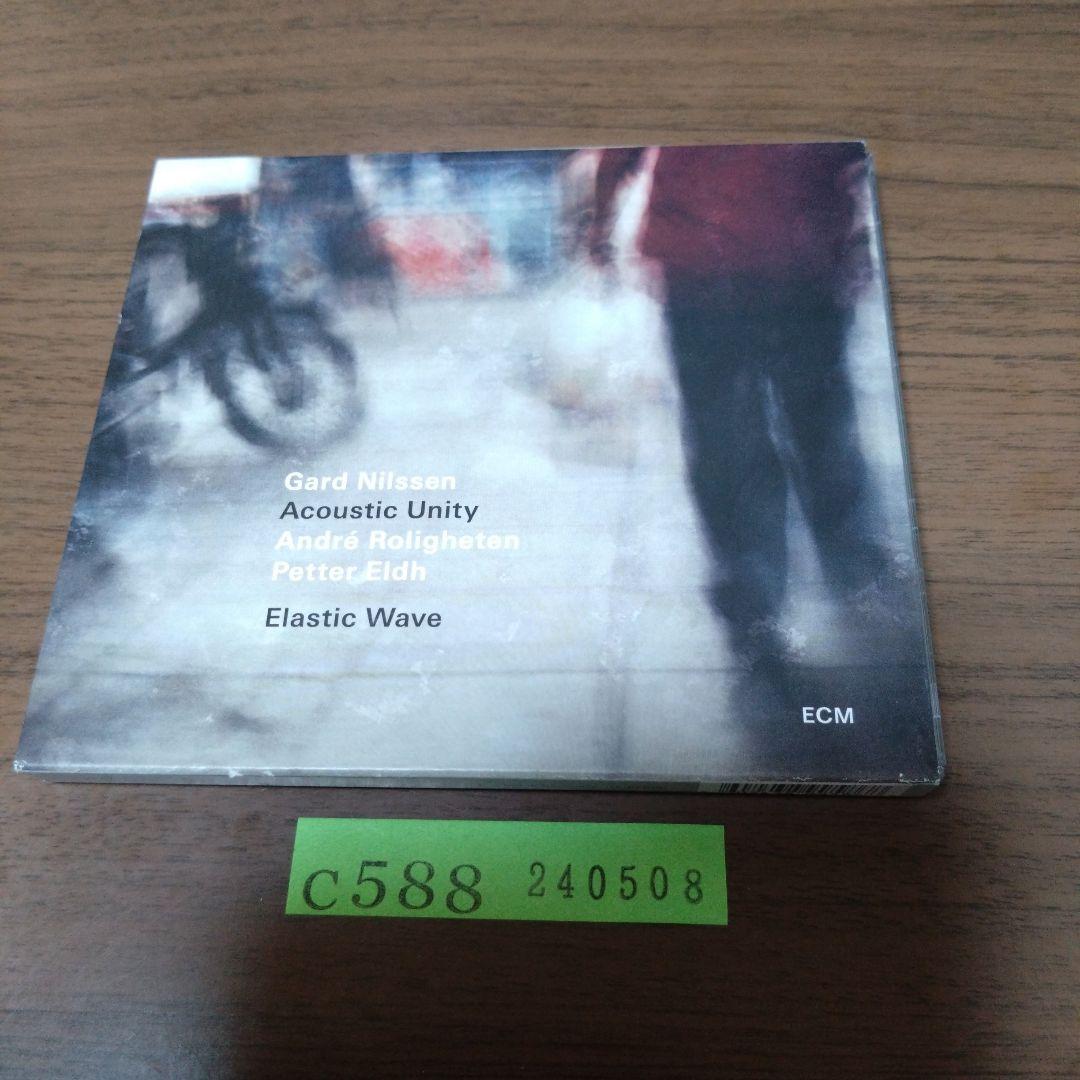 Gard Nilssen
Acoustic Unity
André Roligheten
Petter Eldh
Elastic Wave
ECM
c588 240508